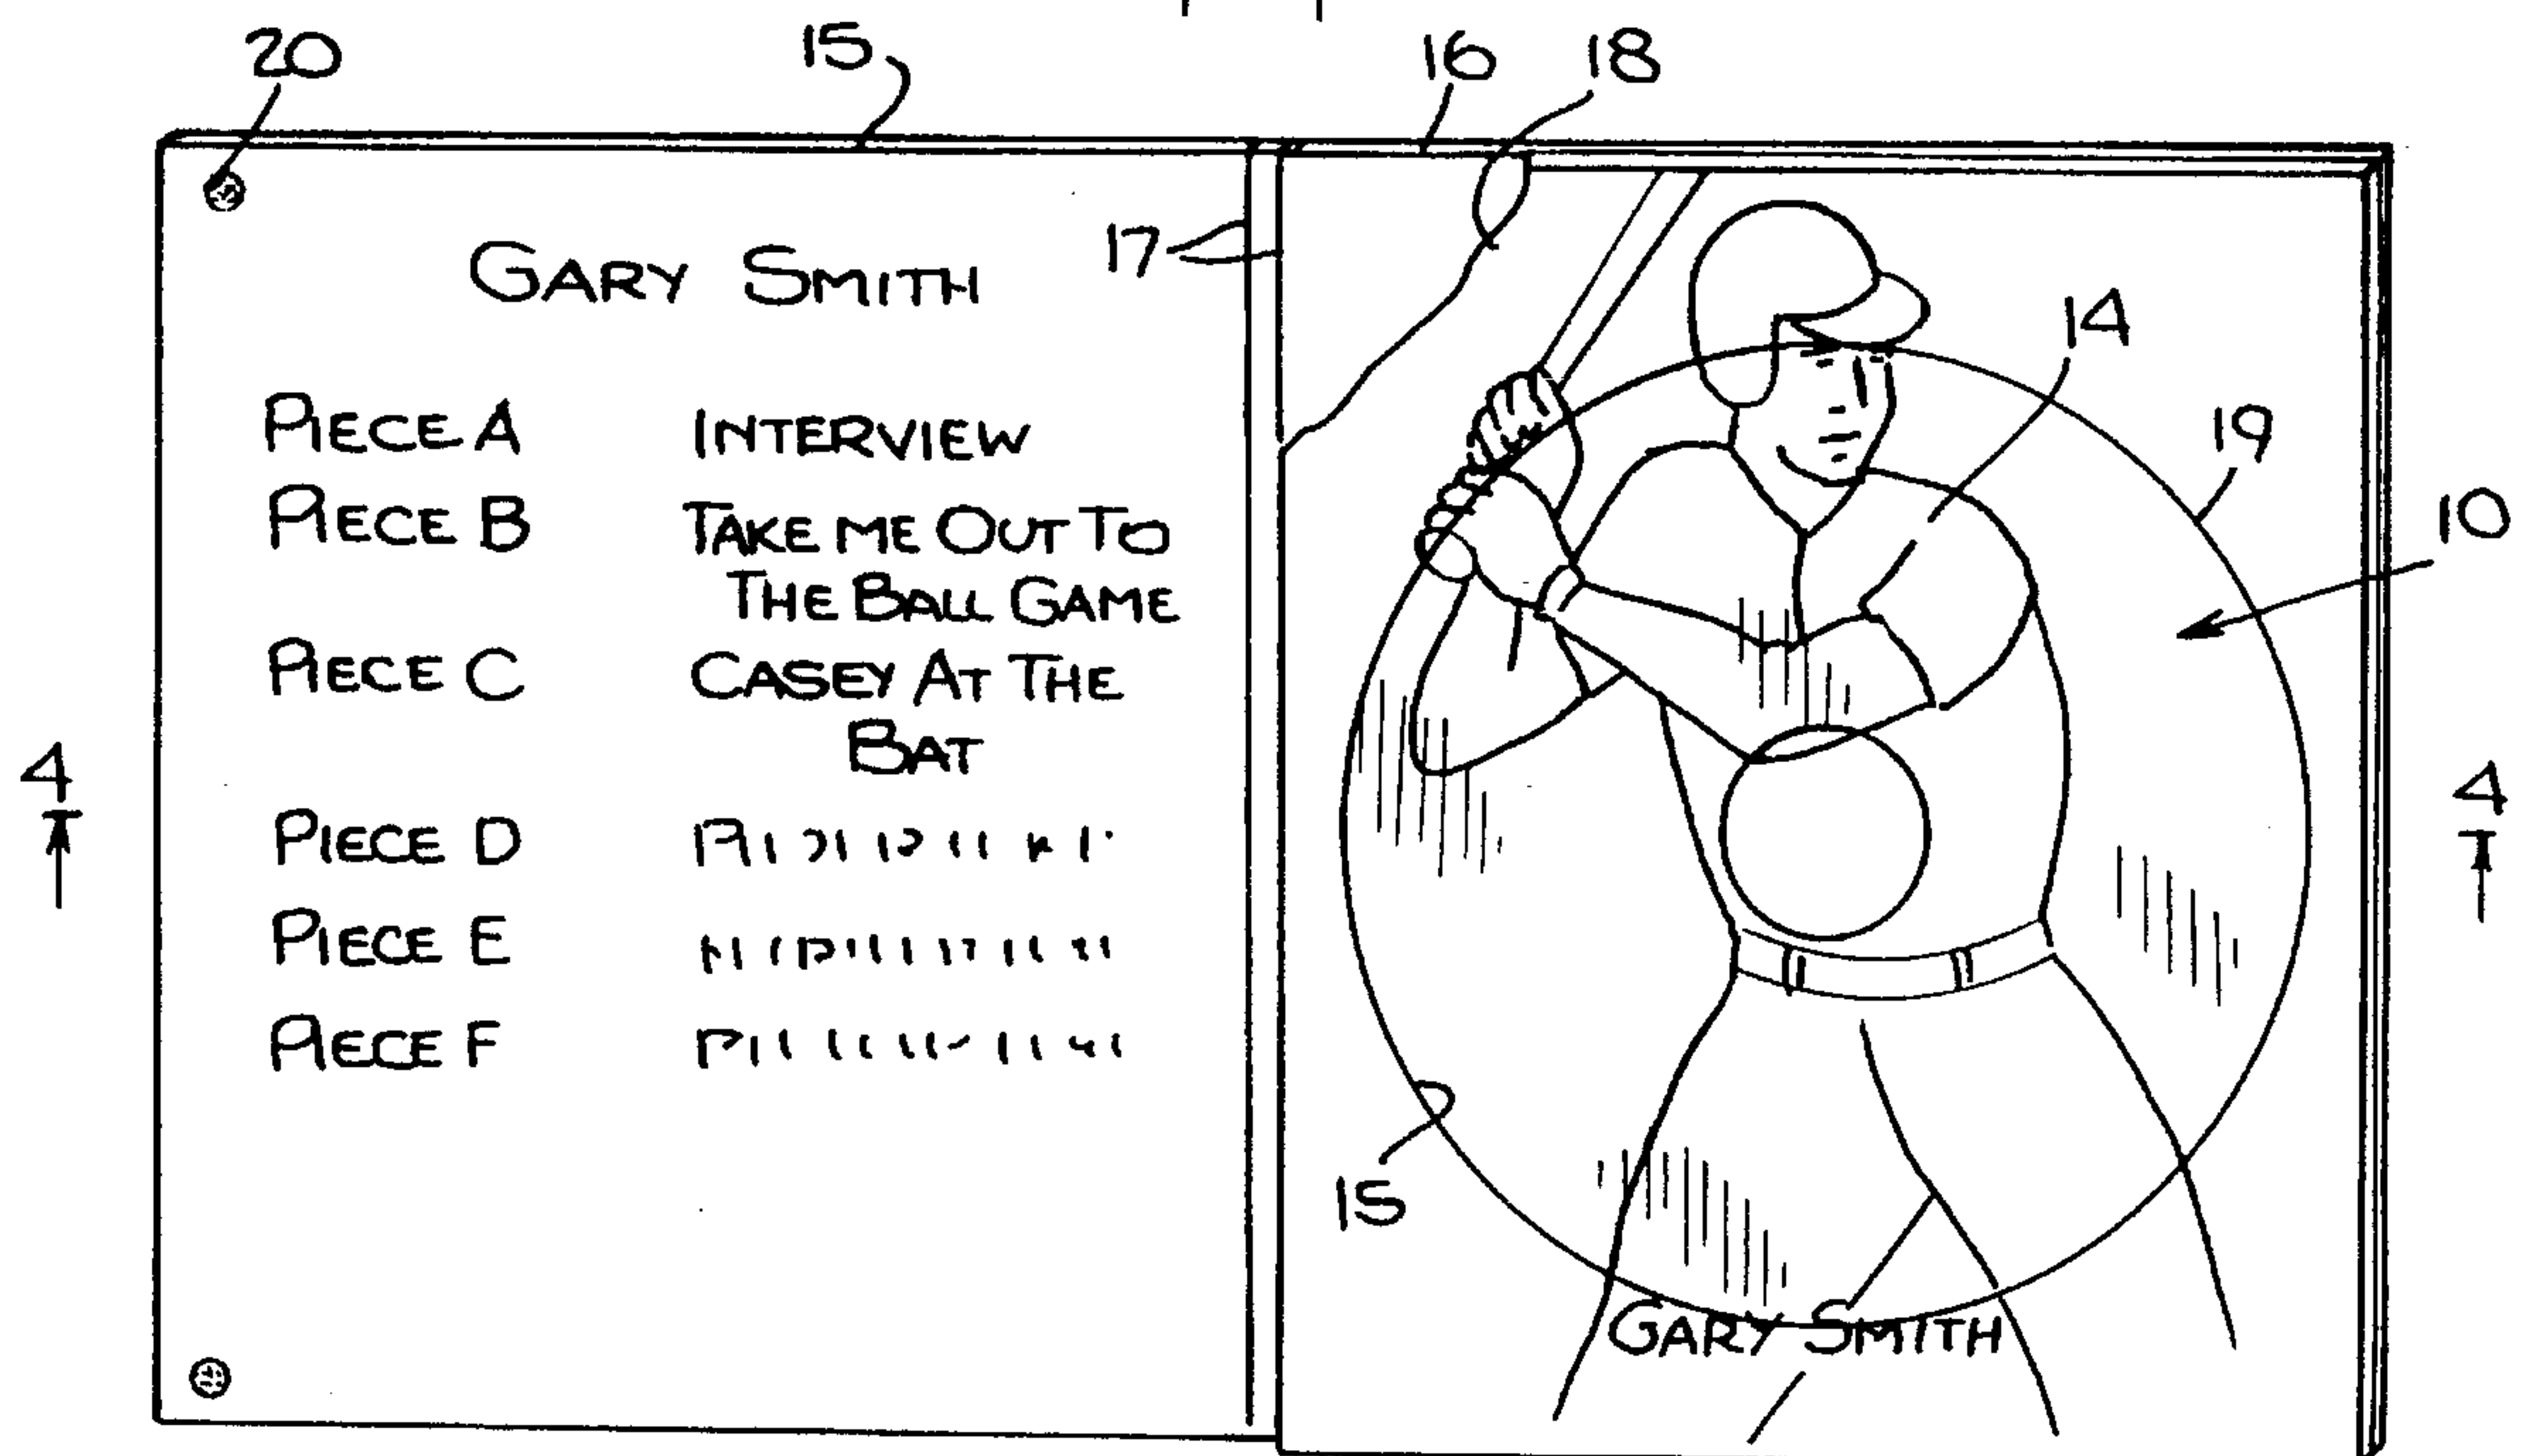 20 15 16 18
GARY SMITH
17
14
19
10
PIECE A INTERVIEW
PIECE B TAKE ME OUT TO
THE BALL GAME
PIECE C CASEY AT THE
BAT
4 4
PIECE D
PIECE E
PIECE F
15
GARY SMITH